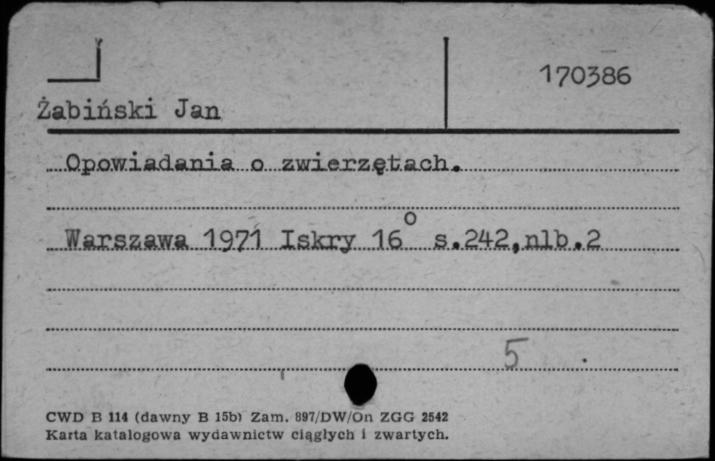 170386
Żabiński Jan
Opowiadania o zwierzętach.
Warszawa 1971 Iskry 16° s.242,nlb.2
5
CWD B 114 (dawny B 15b) Zam. 897/DW/On ZGG 2542
Karta katalogowa wydawnictw ciągłych i zwartych.